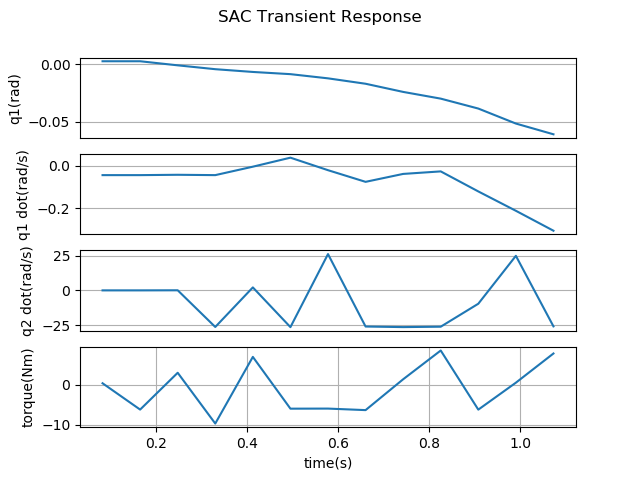 SAC Transient Response
q1(rad)
0.00
−0.05
q1 dot(rad/s)
0.0
−0.2
q2 dot(rad/s)
25
0
−25
torque(Nm)
0
−10
0.2 0.4 0.6 0.8 1.0
time(s)